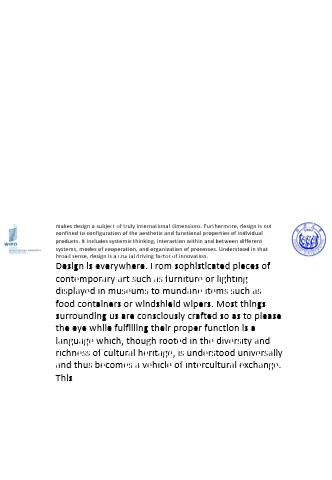 makes design a subject of truly international dimensions. Furthermore, design is not
confined to configuration of the aesthetic and functional properties of individual
products. It includes systemic thinking, interaction within and between different
systems, modes of cooperation, and organization of processes. Understood in that
broad sense, design is a crucial driving factor of innovation.
WIPO
Design is everywhere. From sophisticated pieces of
contemporary art such as furniture or lighting
displayed in museums to mundane items such as
food containers or windshield wipers. Most things
surrounding us are consciously crafted so as to please
the eye while fulfilling their proper function is a
language which, though rooted in the diversity and
richness of cultural heritage, is understood universally
and thus becomes a vehicle of intercultural exchange.
This